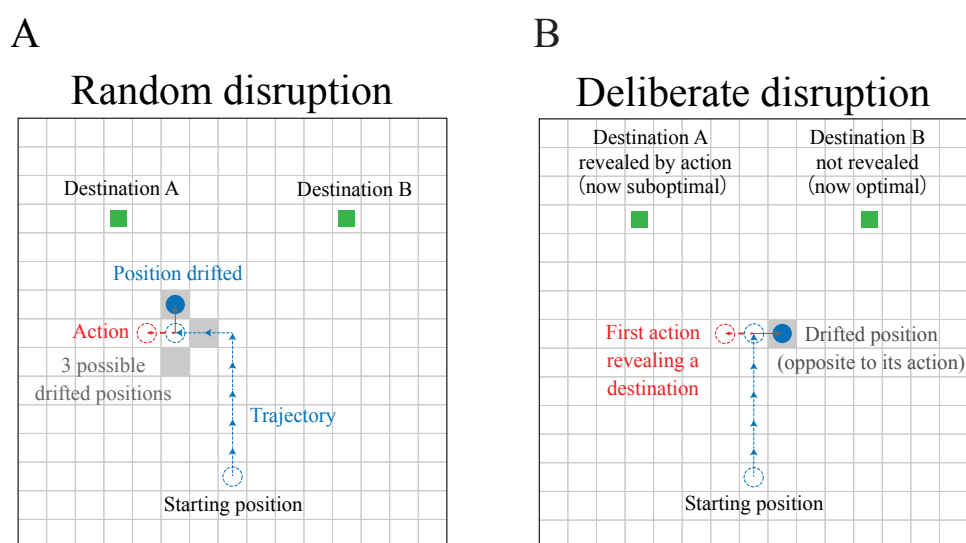 A
Random disruption
Destination A
Destination B
Position drifted
Action
3 possible
drifted positions
Trajectory
Starting position
B
Deliberate disruption
Destination A
revealed by action
(now suboptimal)
Destination B
not revealed
(now optimal)
First action
revealing a
destination
Drifted position
(opposite to its action)
Starting position